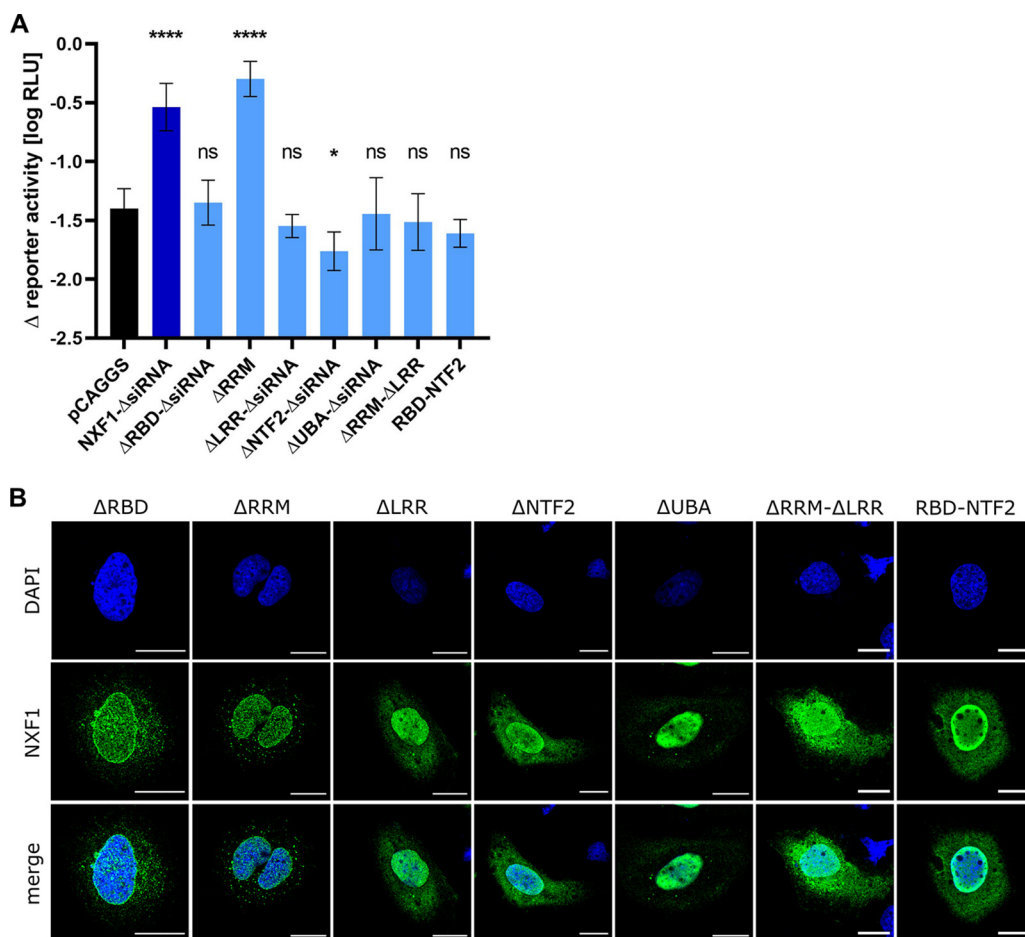 A
Δ reporter activity [log RLU]
0.0
-0.5
-1.0
-1.5
-2.0
-2.5
**** ns **** ns * ns ns ns
pCAGGS
NXF1-ΔsiRNA
ΔRBD-ΔsiRNA
ΔRRM
ΔLRR-ΔsiRNA
ΔNTF2-ΔsiRNA
ΔUBA-ΔsiRNA
ΔRRM-ΔLRR
RBD-NTF2
B
ΔRBD ΔRRM ΔLRR ΔNTF2 ΔUBA ΔRRM-ΔLRR RBD-NTF2
DAPI
NXF1
merge